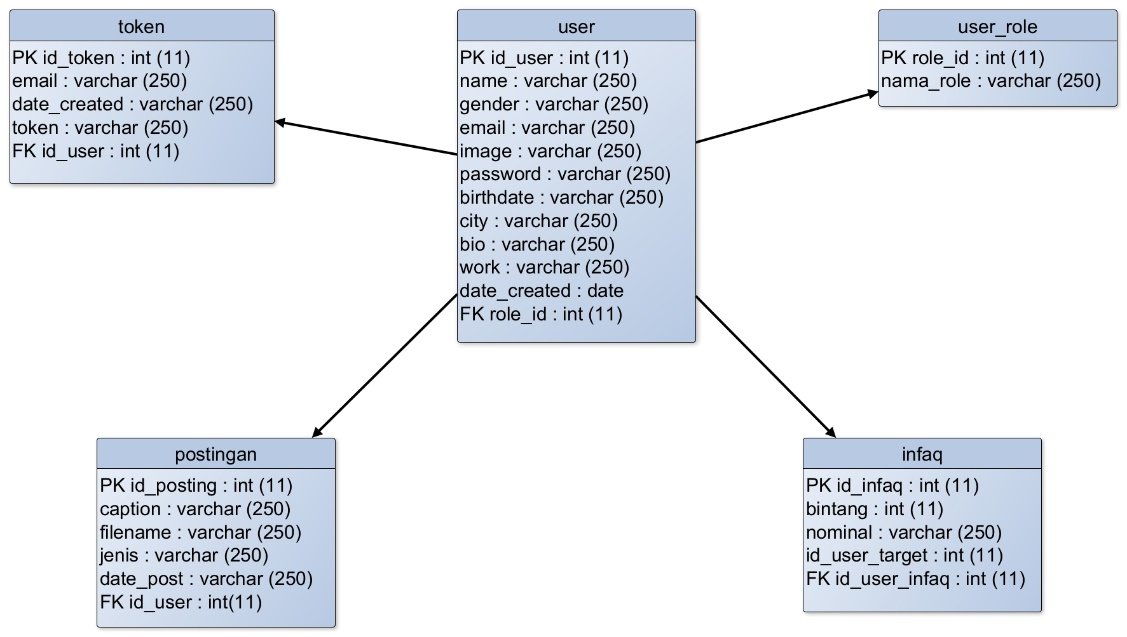 token
PK id_token : int (11)
email : varchar (250)
date_created : varchar (250)
token : varchar (250)
FK id_user : int (11)
user
PK id_user : int (11)
name : varchar (250)
gender : varchar (250)
email : varchar (250)
image : varchar (250)
password : varchar (250)
birthdate : varchar (250)
city : varchar (250)
bio : varchar (250)
work : varchar (250)
date_created : date
FK role_id : int (11)
user_role
PK role_id : int (11)
nama_role : varchar (250)
postingan
PK id_posting : int (11)
caption : varchar (250)
filename : varchar (250)
jenis : varchar (250)
date_post : varchar (250)
FK id_user : int(11)
infaq
PK id_infaq : int (11)
bintang : int (11)
nominal : varchar (250)
id_user_target : int (11)
FK id_user_infaq : int (11)